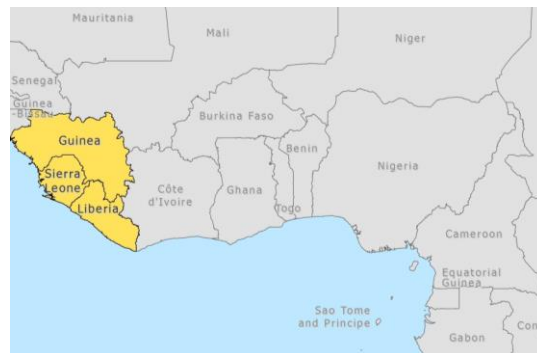 Mauritania
Mali
Niger
Senegal
Guinea
-Bissau
Burkina Faso
Guinea
Benin
Nigeria
Sierra
Leone
Côte
d'Ivoire
Ghana
Togo
Liberia
Cameroon
Equatorial
Guinea
Sao Tome
and Principe
Gabon
Con